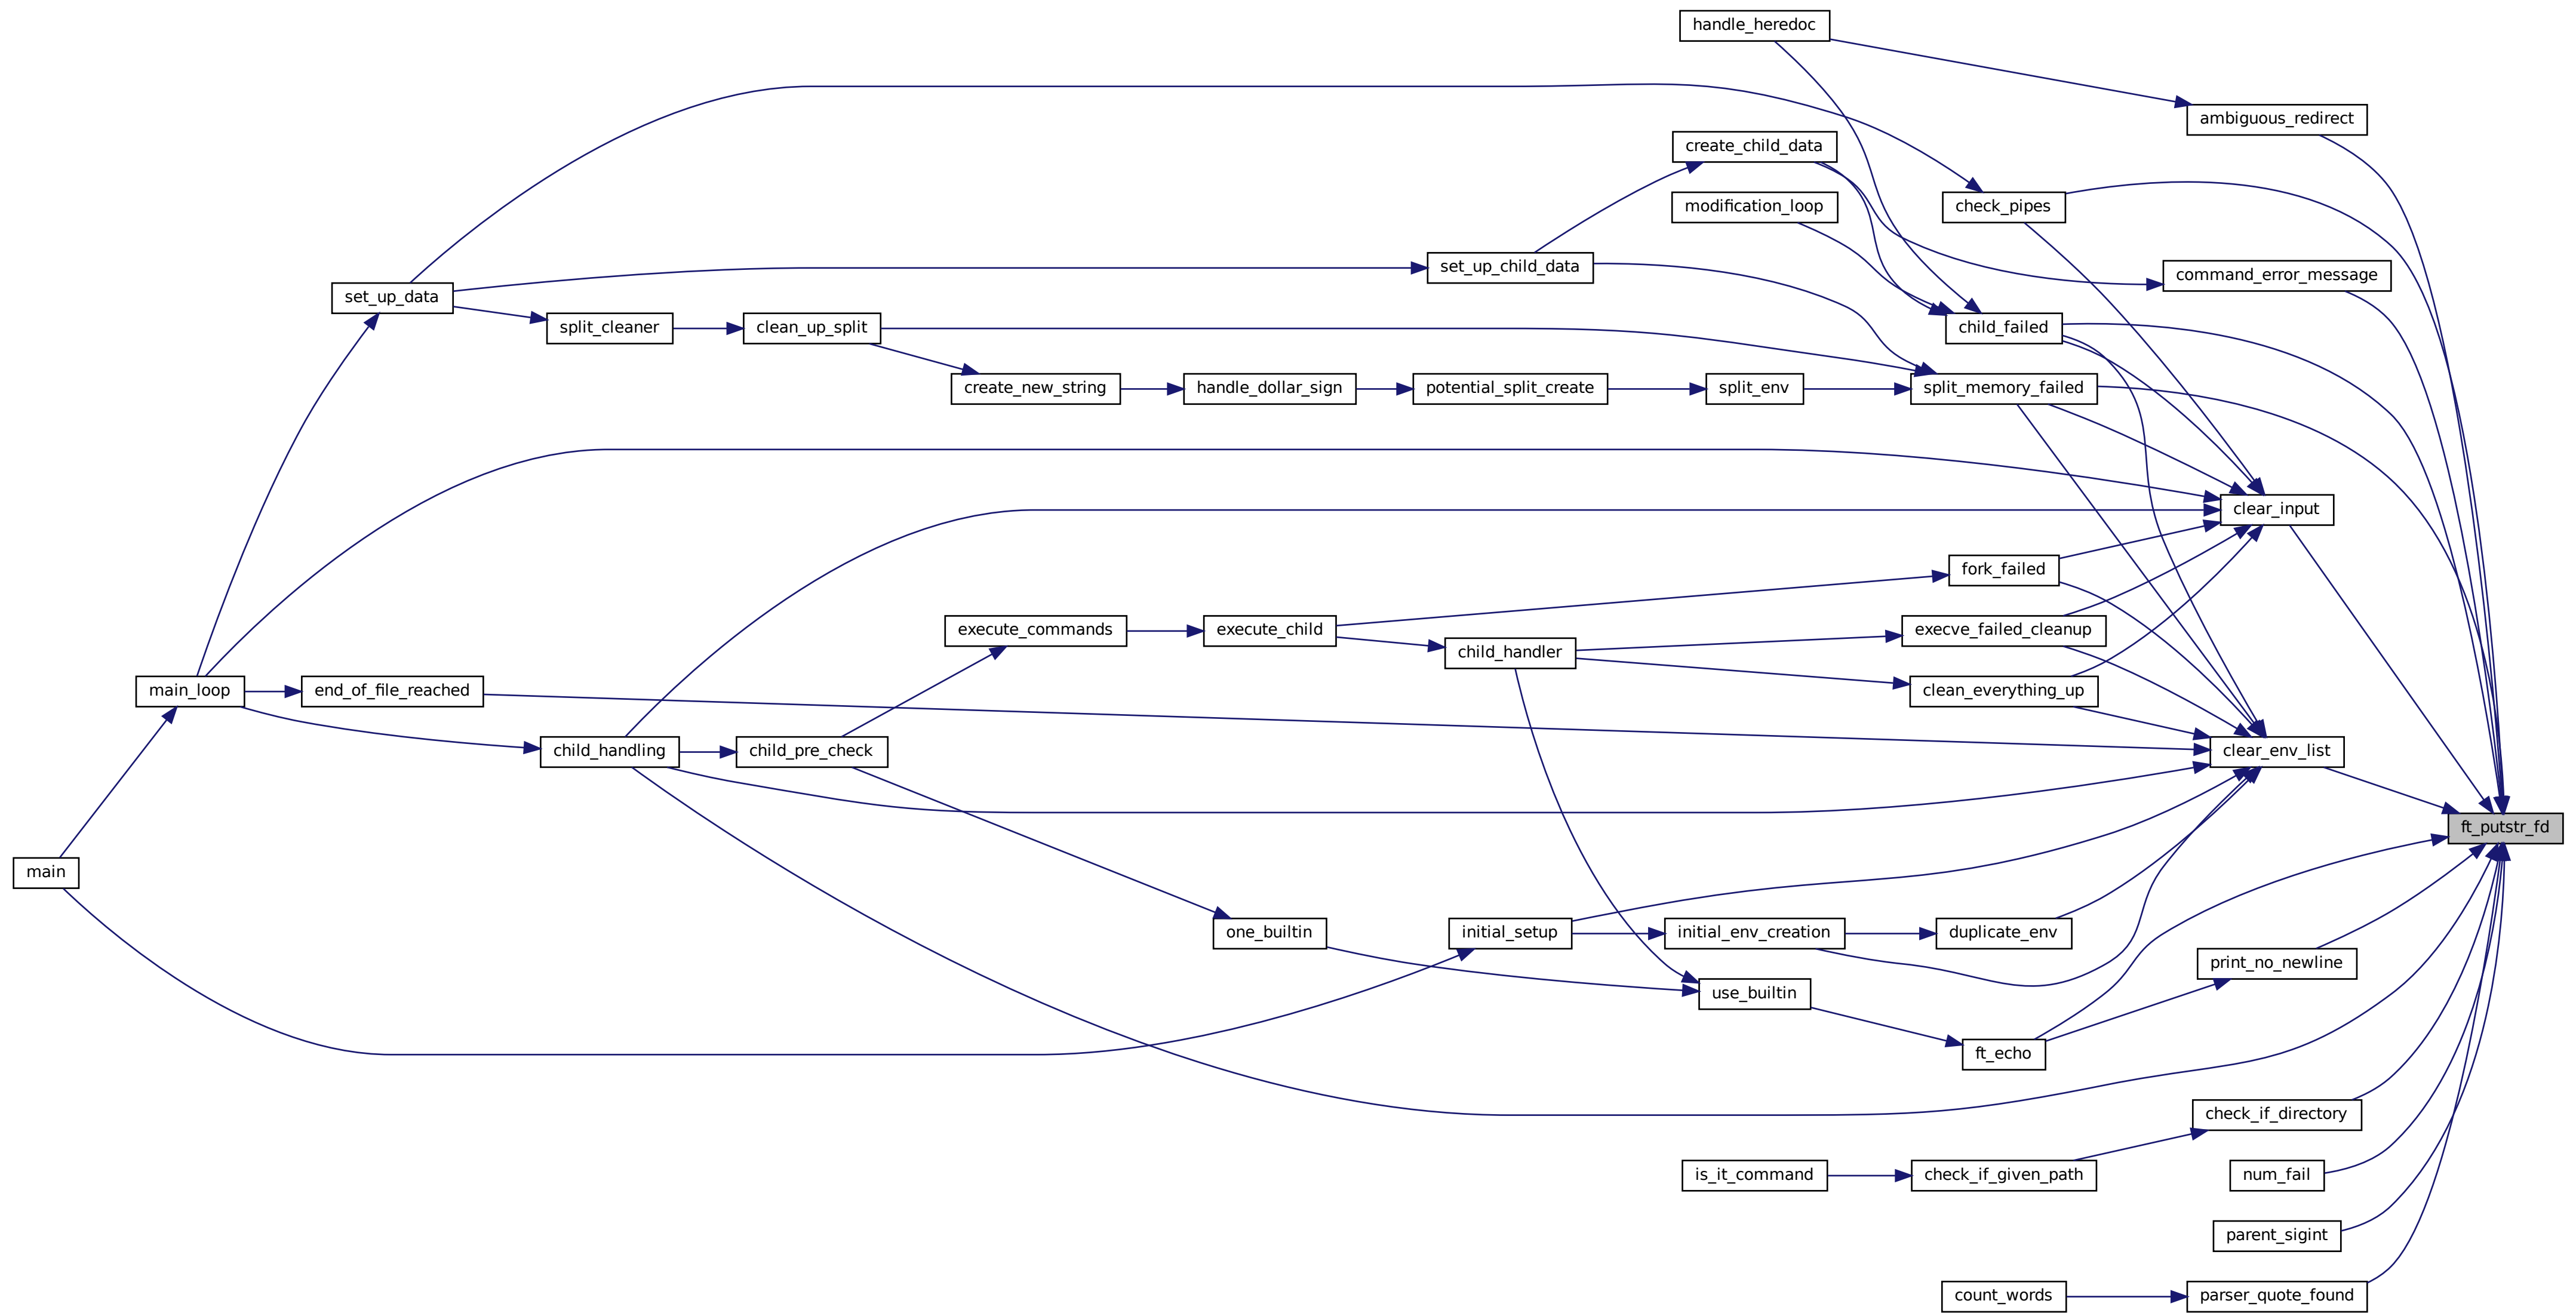 handle_heredoc
ambiguous_redirect
create_child_data
modification_loop
check_pipes
set_up_child_data
command_error_message
set_up_data
split_cleaner
clean_up_split
child_failed
create_new_string
handle_dollar_sign
potential_split_create
split_env
split_memory_failed
clear_input
fork_failed
execute_commands
execute_child
execve_failed_cleanup
child_handler
main_loop
end_of_file_reached
clean_everything_up
child_handling
child_pre_check
clear_env_list
ft_putstr_fd
main
one_builtin
initial_setup
initial_env_creation
duplicate_env
print_no_newline
use_builtin
ft_echo
check_if_directory
is_it_command
check_if_given_path
num_fail
parent_sigint
count_words
parser_quote_found